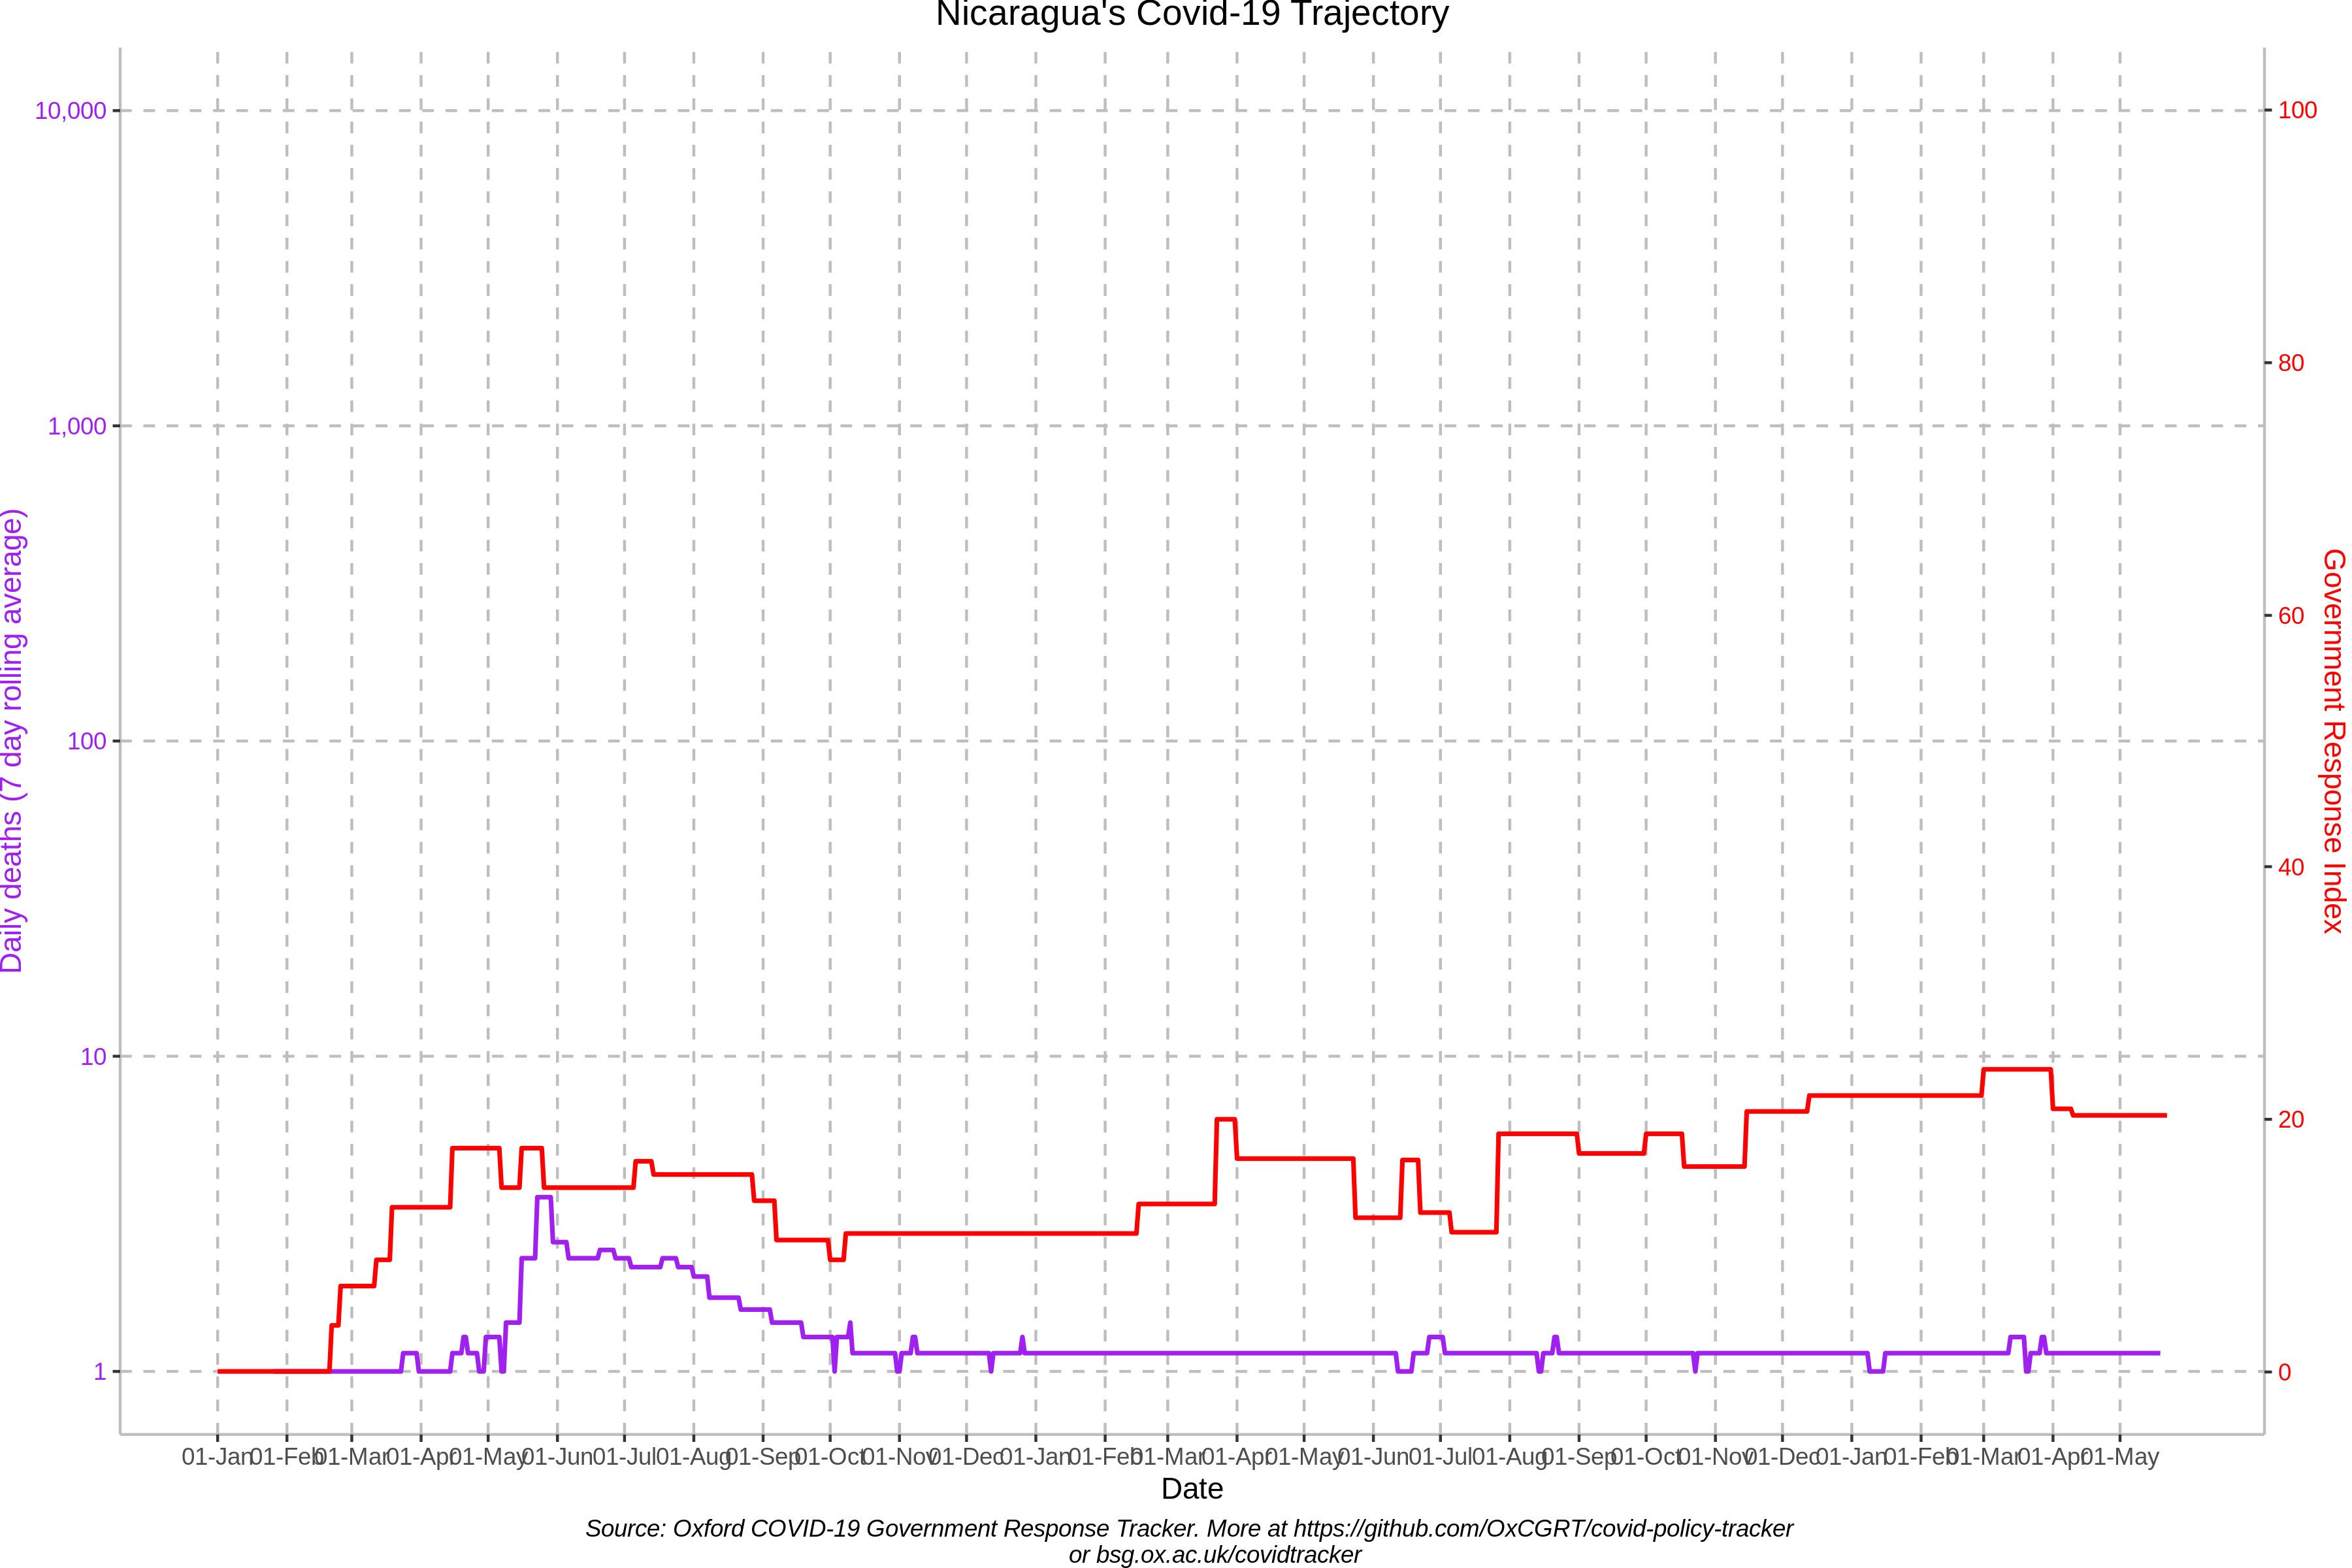 Nicaragua's Covid-19 Trajectory
10,000
1,000
100
10
1
Daily deaths (7 day rolling average)
100
80
60
40
20
0
Government Response Index
01-Jan 01-Feb 01-Mar 01-Apr 01-May 01-Jun 01-Jul 01-Aug 01-Sep 01-Oct 01-Nov 01-Dec 01-Jan 01-Feb 01-Mar 01-Apr 01-May 01-Jun 01-Jul 01-Aug 01-Sep 01-Oct 01-Nov 01-Dec 01-Jan 01-Feb 01-Mar 01-Apr 01-May
Date
Source: Oxford COVID-19 Government Response Tracker. More at https://github.com/OxCGRT/covid-policy-tracker
or bsg.ox.ac.uk/covidtracker